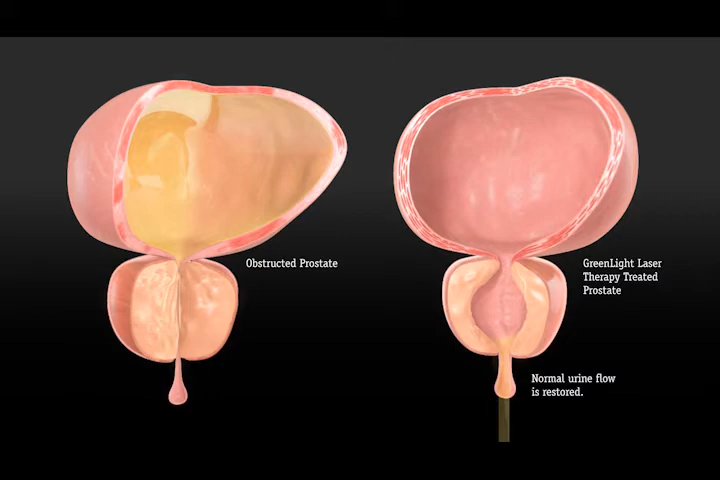 Obstructed Prostate
GreenLight Laser
Therapy Treated
Prostate
Normal urine flow
is restored.